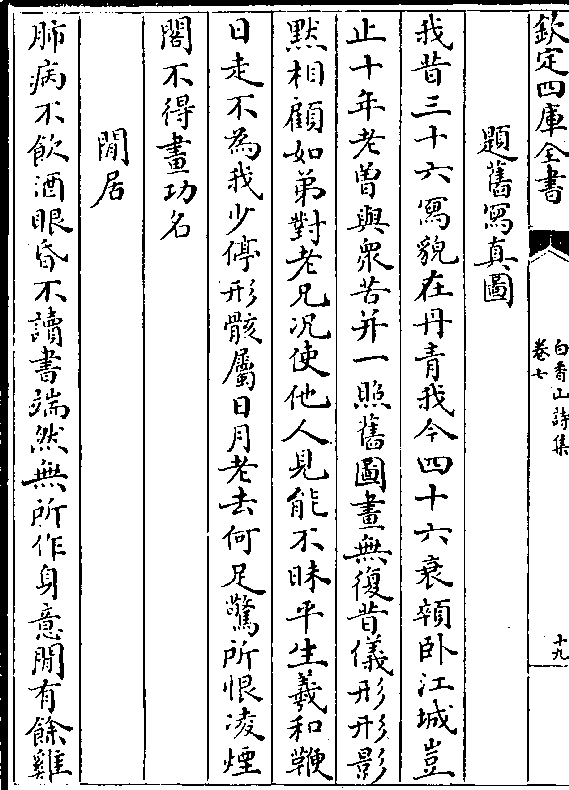 欽定四庫全書
白香山詩集
卷七
十九
題舊寫真圖
我昔三十六寫貌在丹青我今四十六衰顇卧江城豈
止十年老曽與衆苦并一照舊圖畫無復昔儀形形影
黙相顧如弟對老兄况使他人見能不昧平生羲和鞭
日走不為我少停形骸屬日月老去何足驚所恨凌煙
閣不得畫功名
閒居
肺病不飲酒眼昏不讀書端然無所作身意閒有餘雞